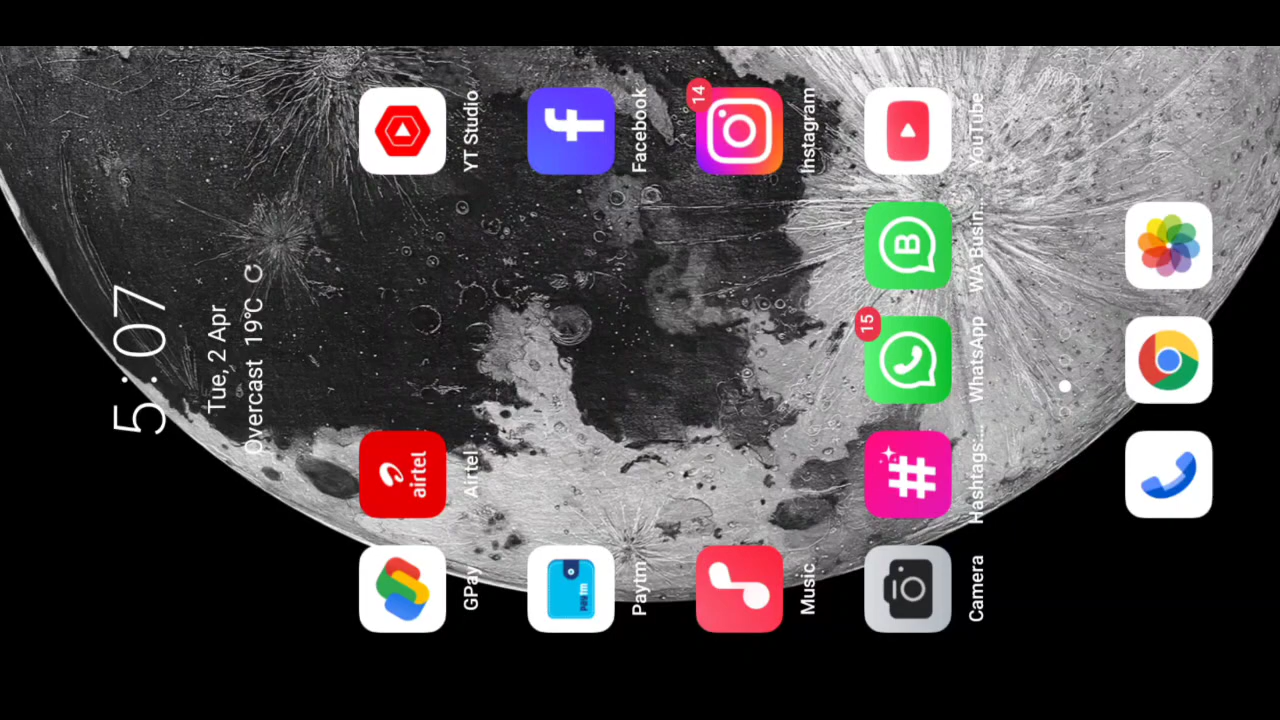 5:07
Tue, 2 Apr
Overcast 19°C
airtel
GPay
Airtel
YT Studio
Paytm
Paytm
Facebook
14
Music
Instagram
15
Camera
Hashtags:...
WhatsApp
WA Busin...
YouTube